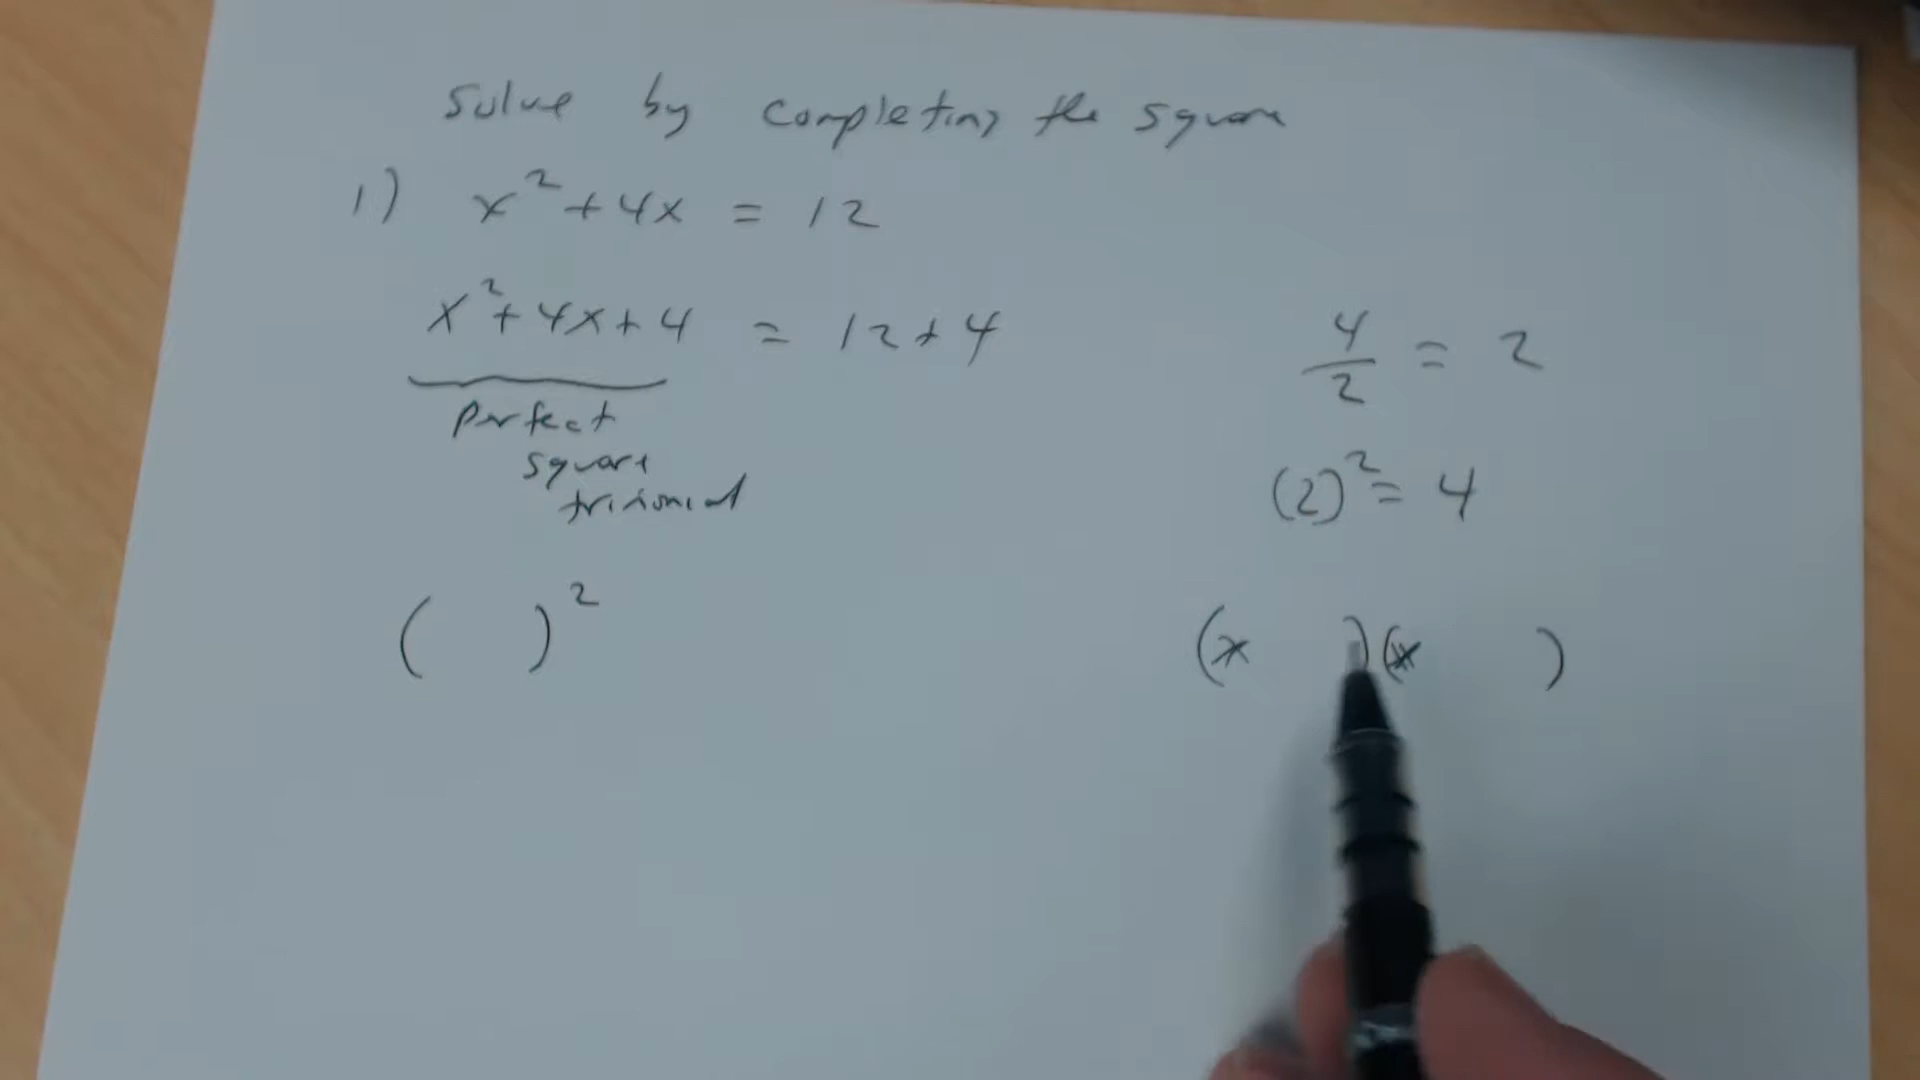 Solve by completing the square
1) x² + 4x = 12
x² + 4x + 4 = 12 + 4
perfect
square
trinomial
( )²
4/2 = 2
(2)² = 4
(x )(x )